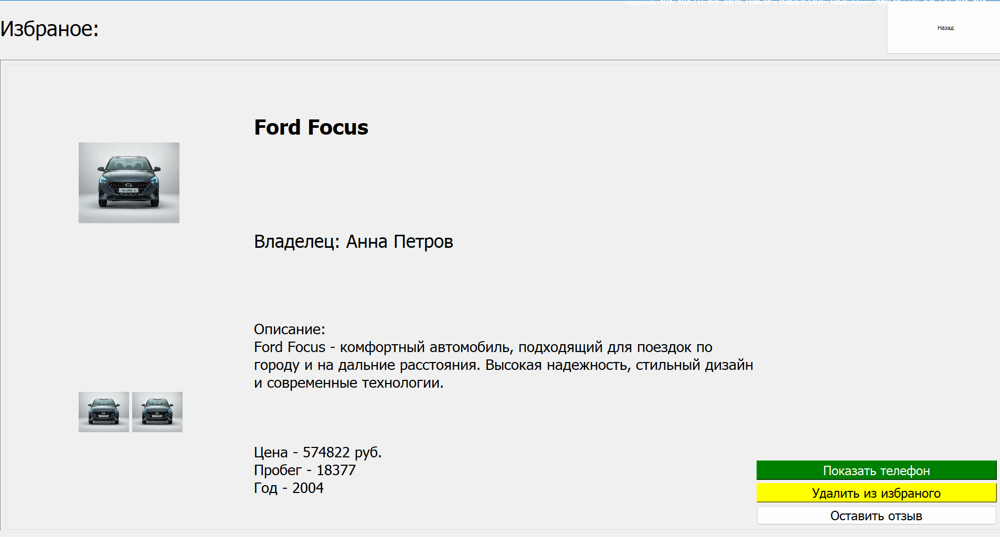 Избраное:
Назад
Ford Focus
Владелец: Анна Петров
Описание:
Ford Focus - комфортный автомобиль, подходящий для поездок по
городу и на дальние расстояния. Высокая надежность, стильный дизайн
и современные технологии.
Цена - 574822 руб.
Пробег - 18377
Год - 2004
Показать телефон
Удалить из избраного
Оставить отзыв